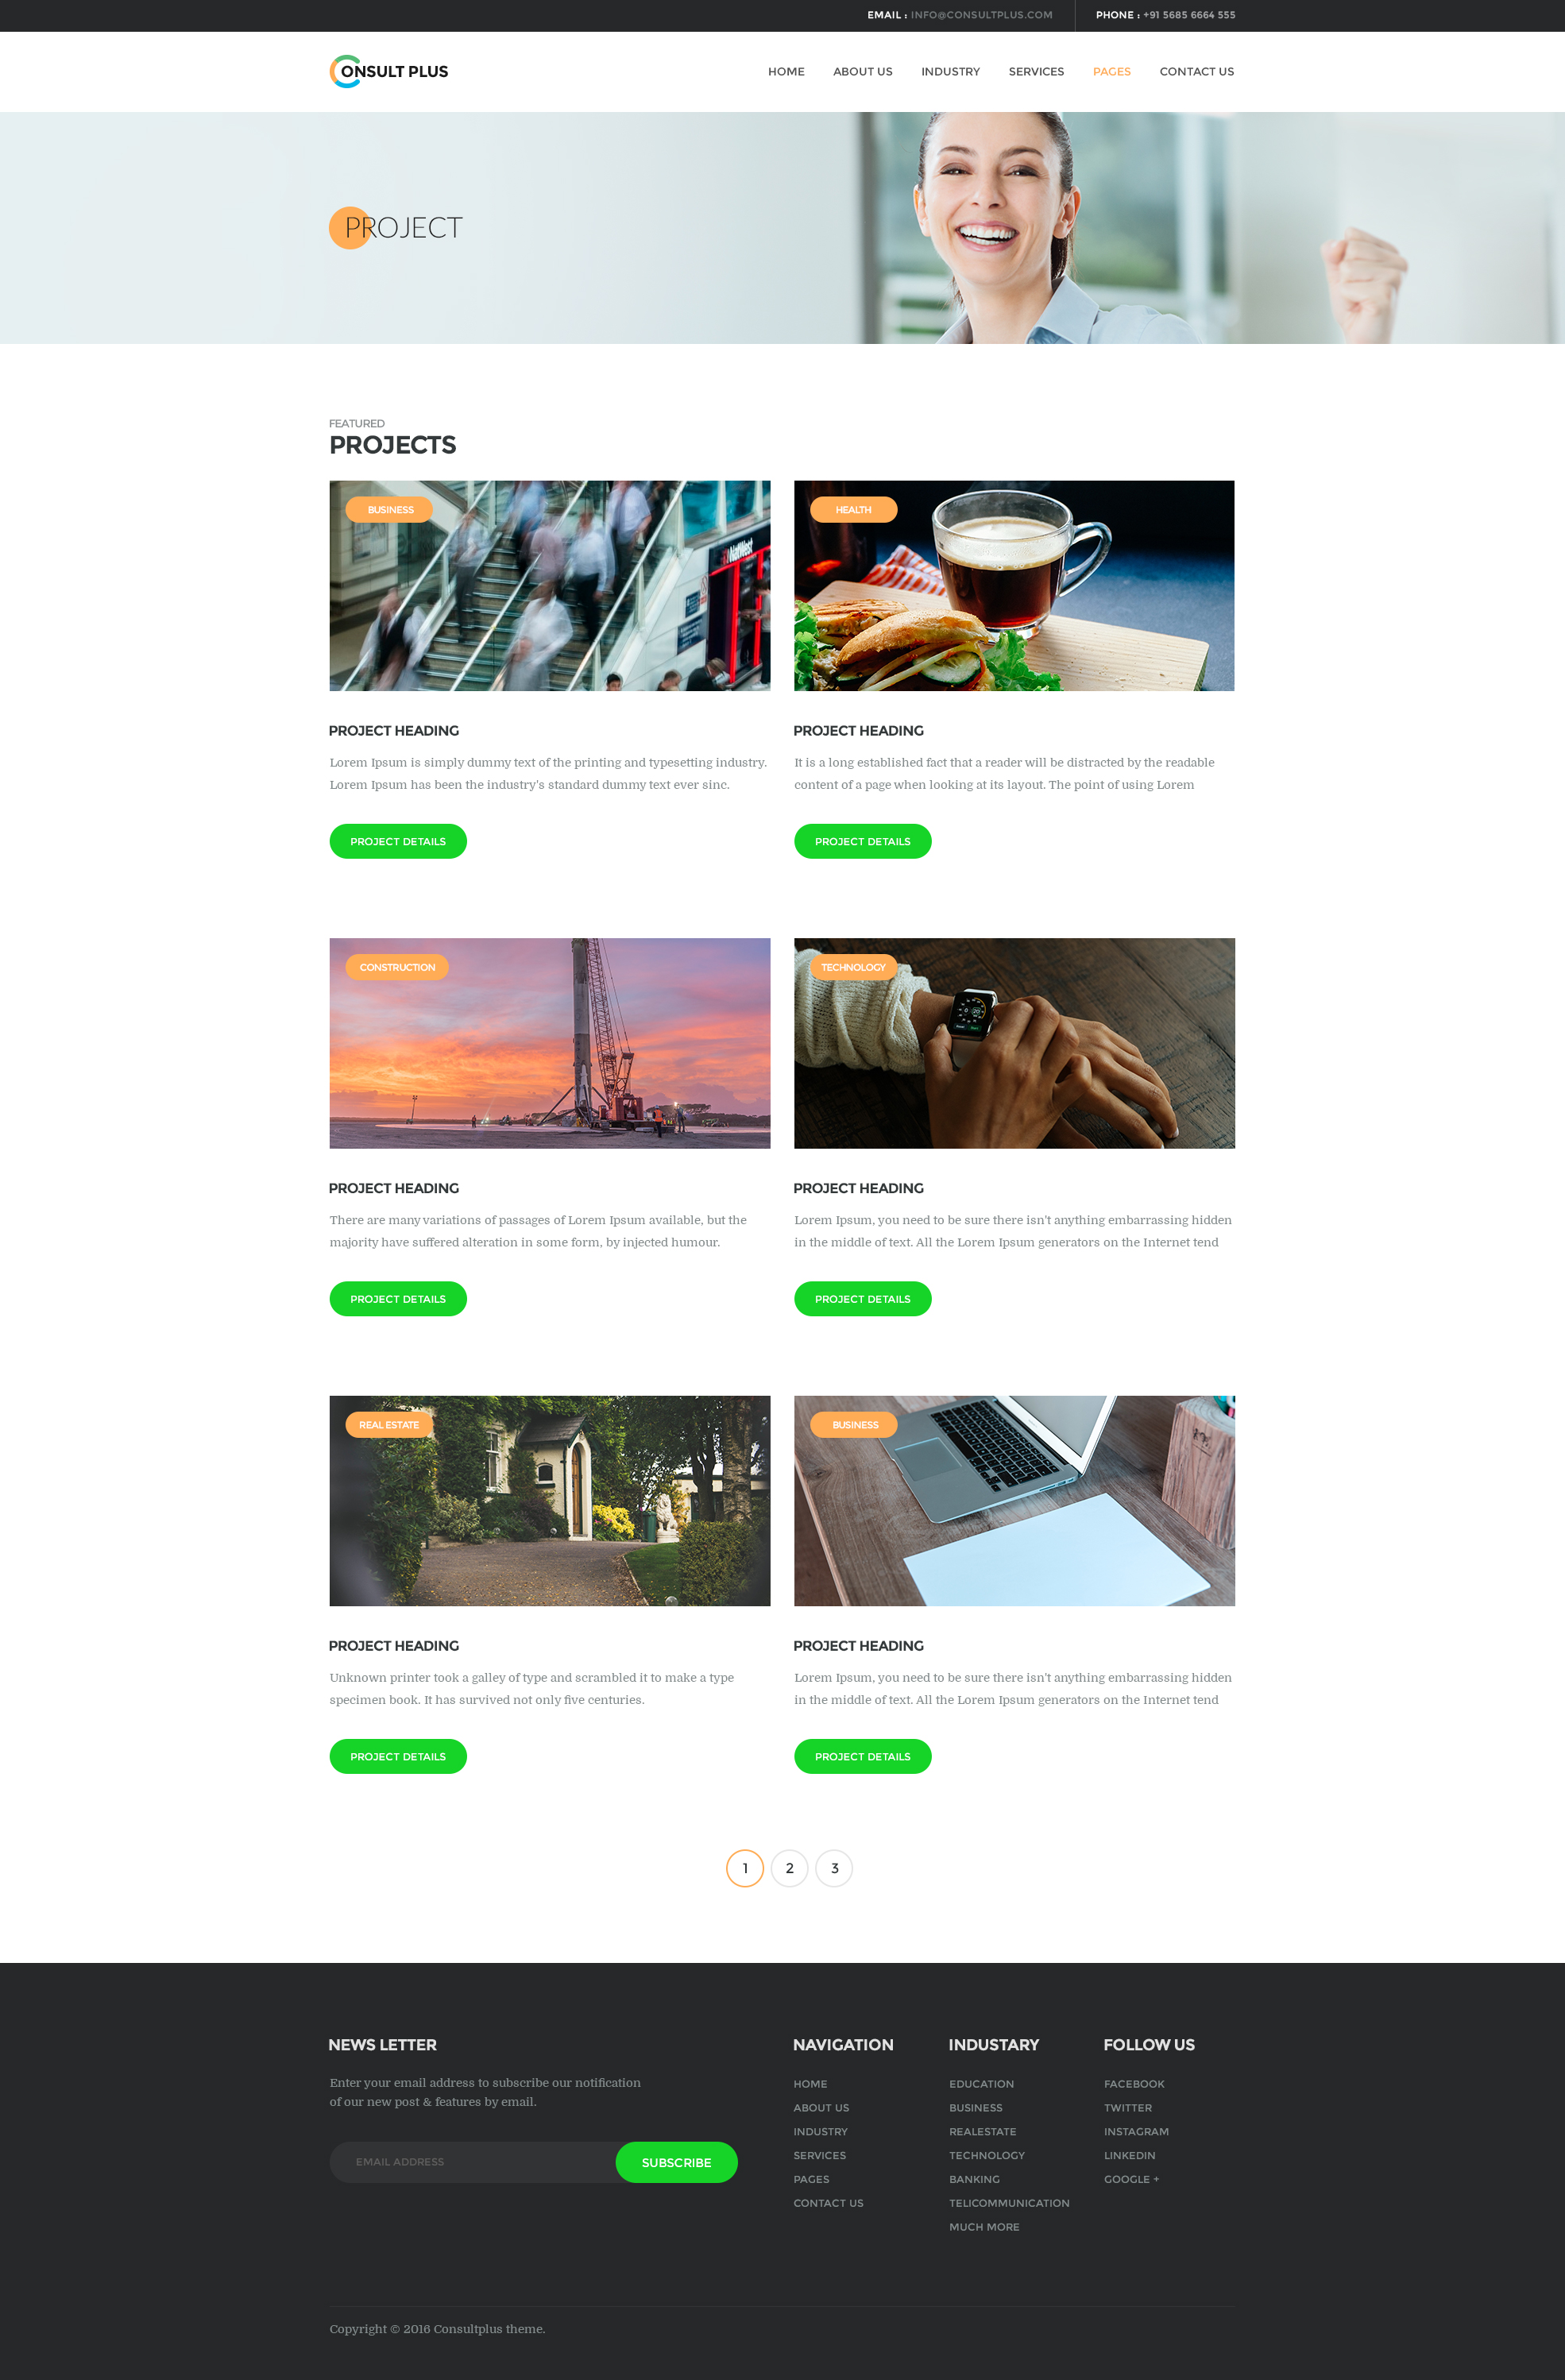 EMAIL : INFO@CONSULTPLUS.COM
PHONE : +91 5685 6664 555
ONSULT PLUS
HOME ABOUT US INDUSTRY SERVICES PAGES CONTACT US
PROJECT
FEATURED
PROJECTS
BUSINESS
NatWest
HEALTH
PROJECT HEADING
Lorem Ipsum is simply dummy text of the printing and typesetting industry.
Lorem Ipsum has been the industry's standard dummy text ever sinc.
PROJECT DETAILS
PROJECT HEADING
It is a long established fact that a reader will be distracted by the readable
content of a page when looking at its layout. The point of using Lorem
PROJECT DETAILS
CONSTRUCTION
TECHNOLOGY
PROJECT HEADING
There are many variations of passages of Lorem Ipsum available, but the
majority have suffered alteration in some form, by injected humour.
PROJECT DETAILS
PROJECT HEADING
Lorem Ipsum, you need to be sure there isn't anything embarrassing hidden
in the middle of text. All the Lorem Ipsum generators on the Internet tend
PROJECT DETAILS
REAL ESTATE
BUSINESS
PROJECT HEADING
Unknown printer took a galley of type and scrambled it to make a type
specimen book. It has survived not only five centuries.
PROJECT DETAILS
PROJECT HEADING
Lorem Ipsum, you need to be sure there isn't anything embarrassing hidden
in the middle of text. All the Lorem Ipsum generators on the Internet tend
PROJECT DETAILS
1 2 3
NEWS LETTER
Enter your email address to subscribe our notification
of our new post & features by email.
EMAIL ADDRESS
SUBSCRIBE
NAVIGATION
HOME
ABOUT US
INDUSTRY
SERVICES
PAGES
CONTACT US
INDUSTARY
EDUCATION
BUSINESS
REALESTATE
TECHNOLOGY
BANKING
TELICOMMUNICATION
MUCH MORE
FOLLOW US
FACEBOOK
TWITTER
INSTAGRAM
LINKEDIN
GOOGLE +
Copyright © 2016 Consultplus theme.